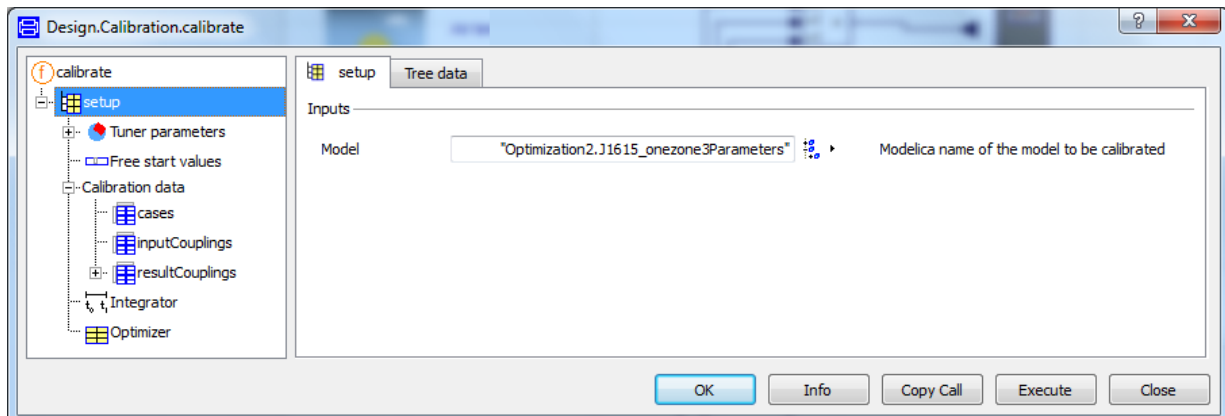 Design.Calibration.calibrate
calibrate
setup
Tuner parameters
Free start values
Calibration data
cases
inputCouplings
resultCouplings
Integrator
Optimizer
setup
Tree data
Inputs
Model "Optimization2.J1615_onezone3Parameters" Modelica name of the model to be calibrated
OK Info Copy Call Execute Close